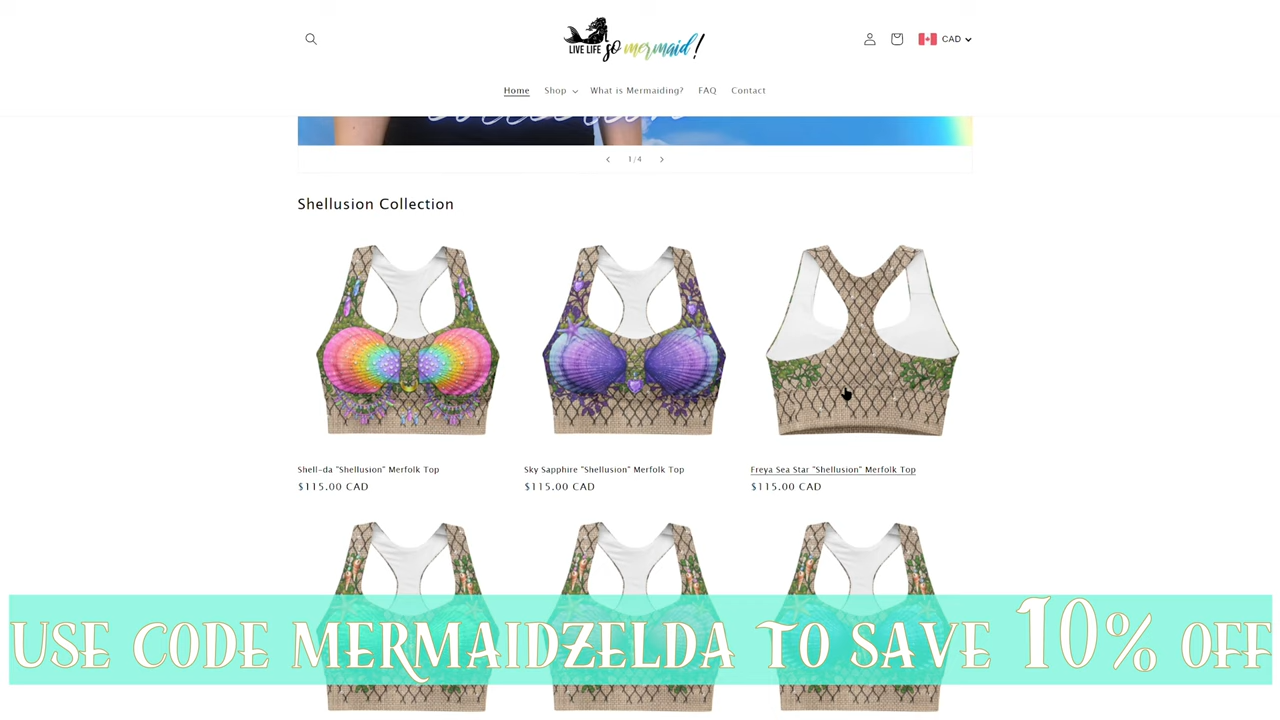 LIVE LIFE so mermaid!
CAD
Home Shop What is Mermaiding? FAQ Contact
collection
1/4
Shellusion Collection
Shell-da "Shellusion" Merfolk Top
$115.00 CAD
Sky Sapphire "Shellusion" Merfolk Top
$115.00 CAD
Freya Sea Star "Shellusion" Merfolk Top
$115.00 CAD
USE CODE MERMAIDZELDA TO SAVE 10% OFF